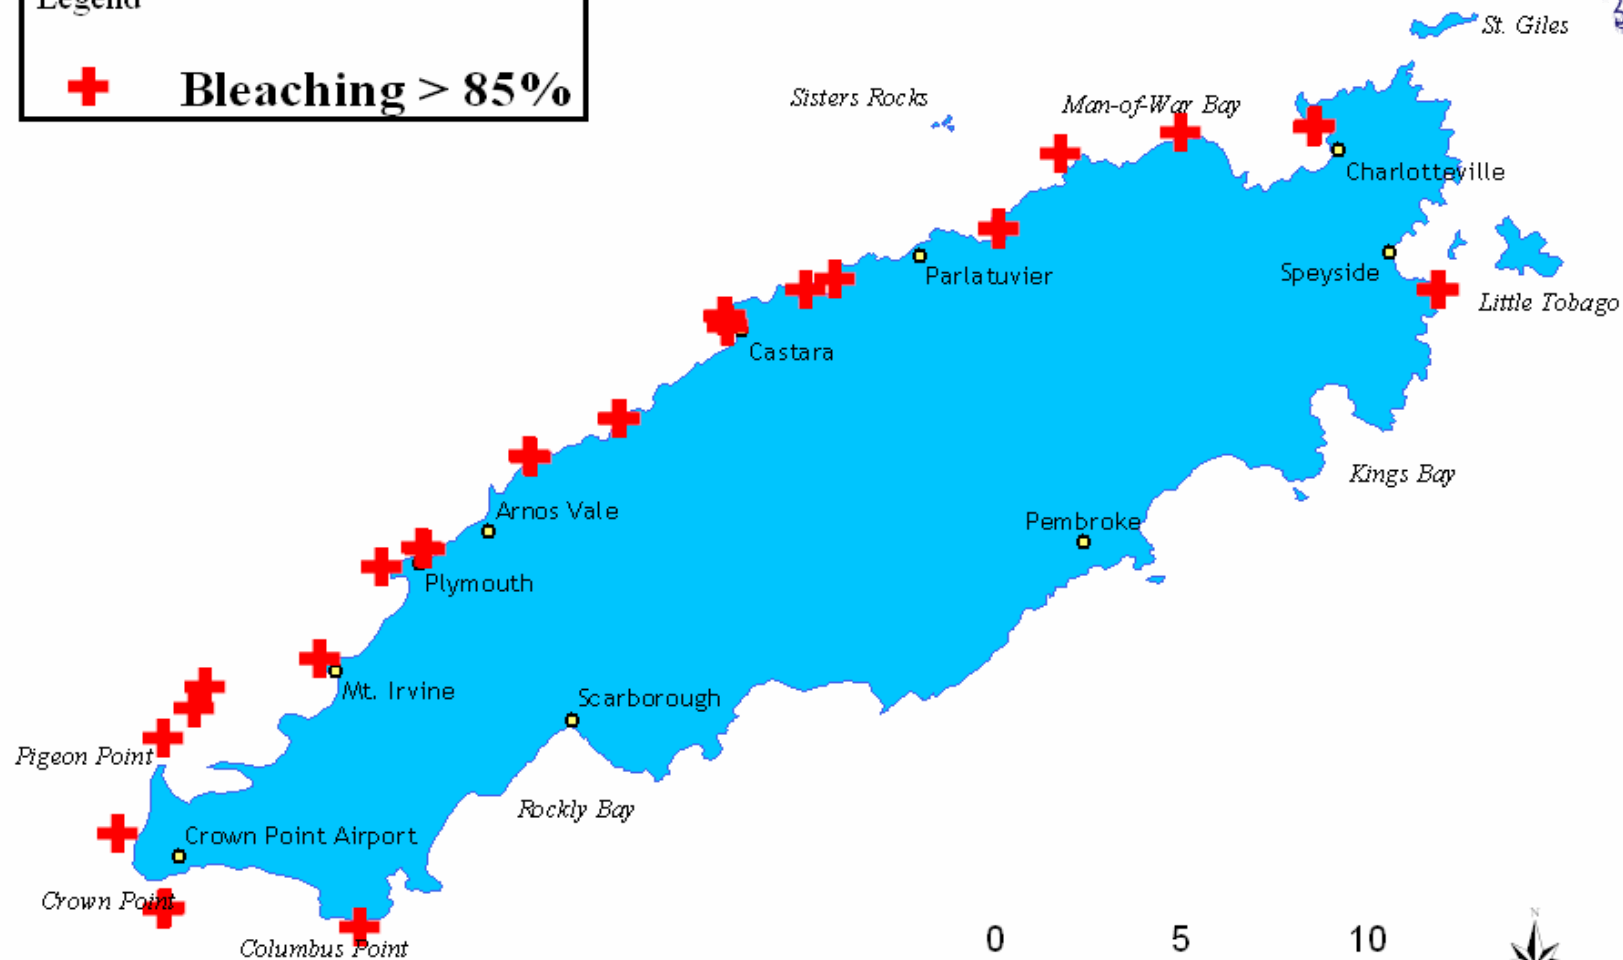 Legend
Bleaching > 85%
St. Giles
Sisters Rocks
Man-of-War Bay
Charlotteville
Parlatuvier
Speyside
Little Tobago
Castara
Kings Bay
Arnos Vale
Pembroke
Plymouth
Mt. Irvine
Scarborough
Pigeon Point
Rockly Bay
Crown Point Airport
Crown Point
Columbus Point
0 5 10
N